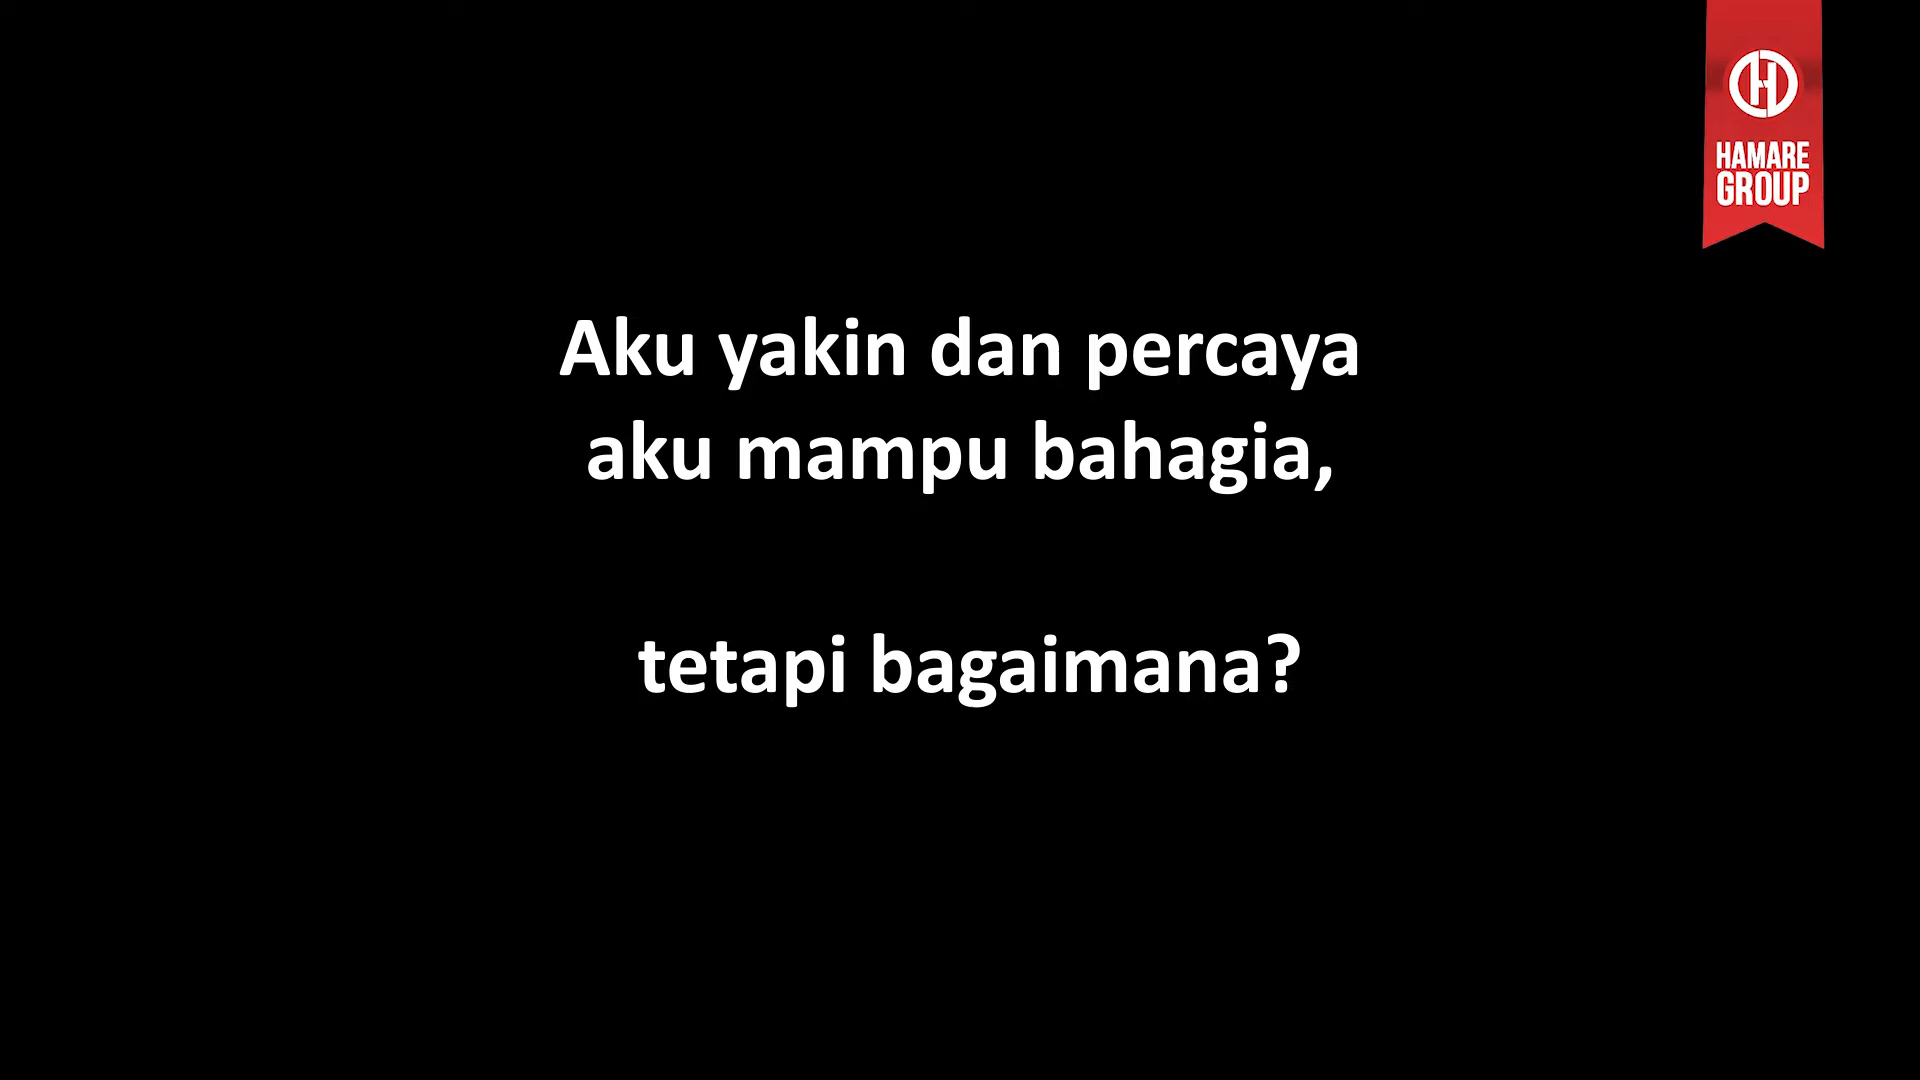 HAMARE
GROUP
Aku yakin dan percaya
aku mampu bahagia,
tetapi bagaimana?